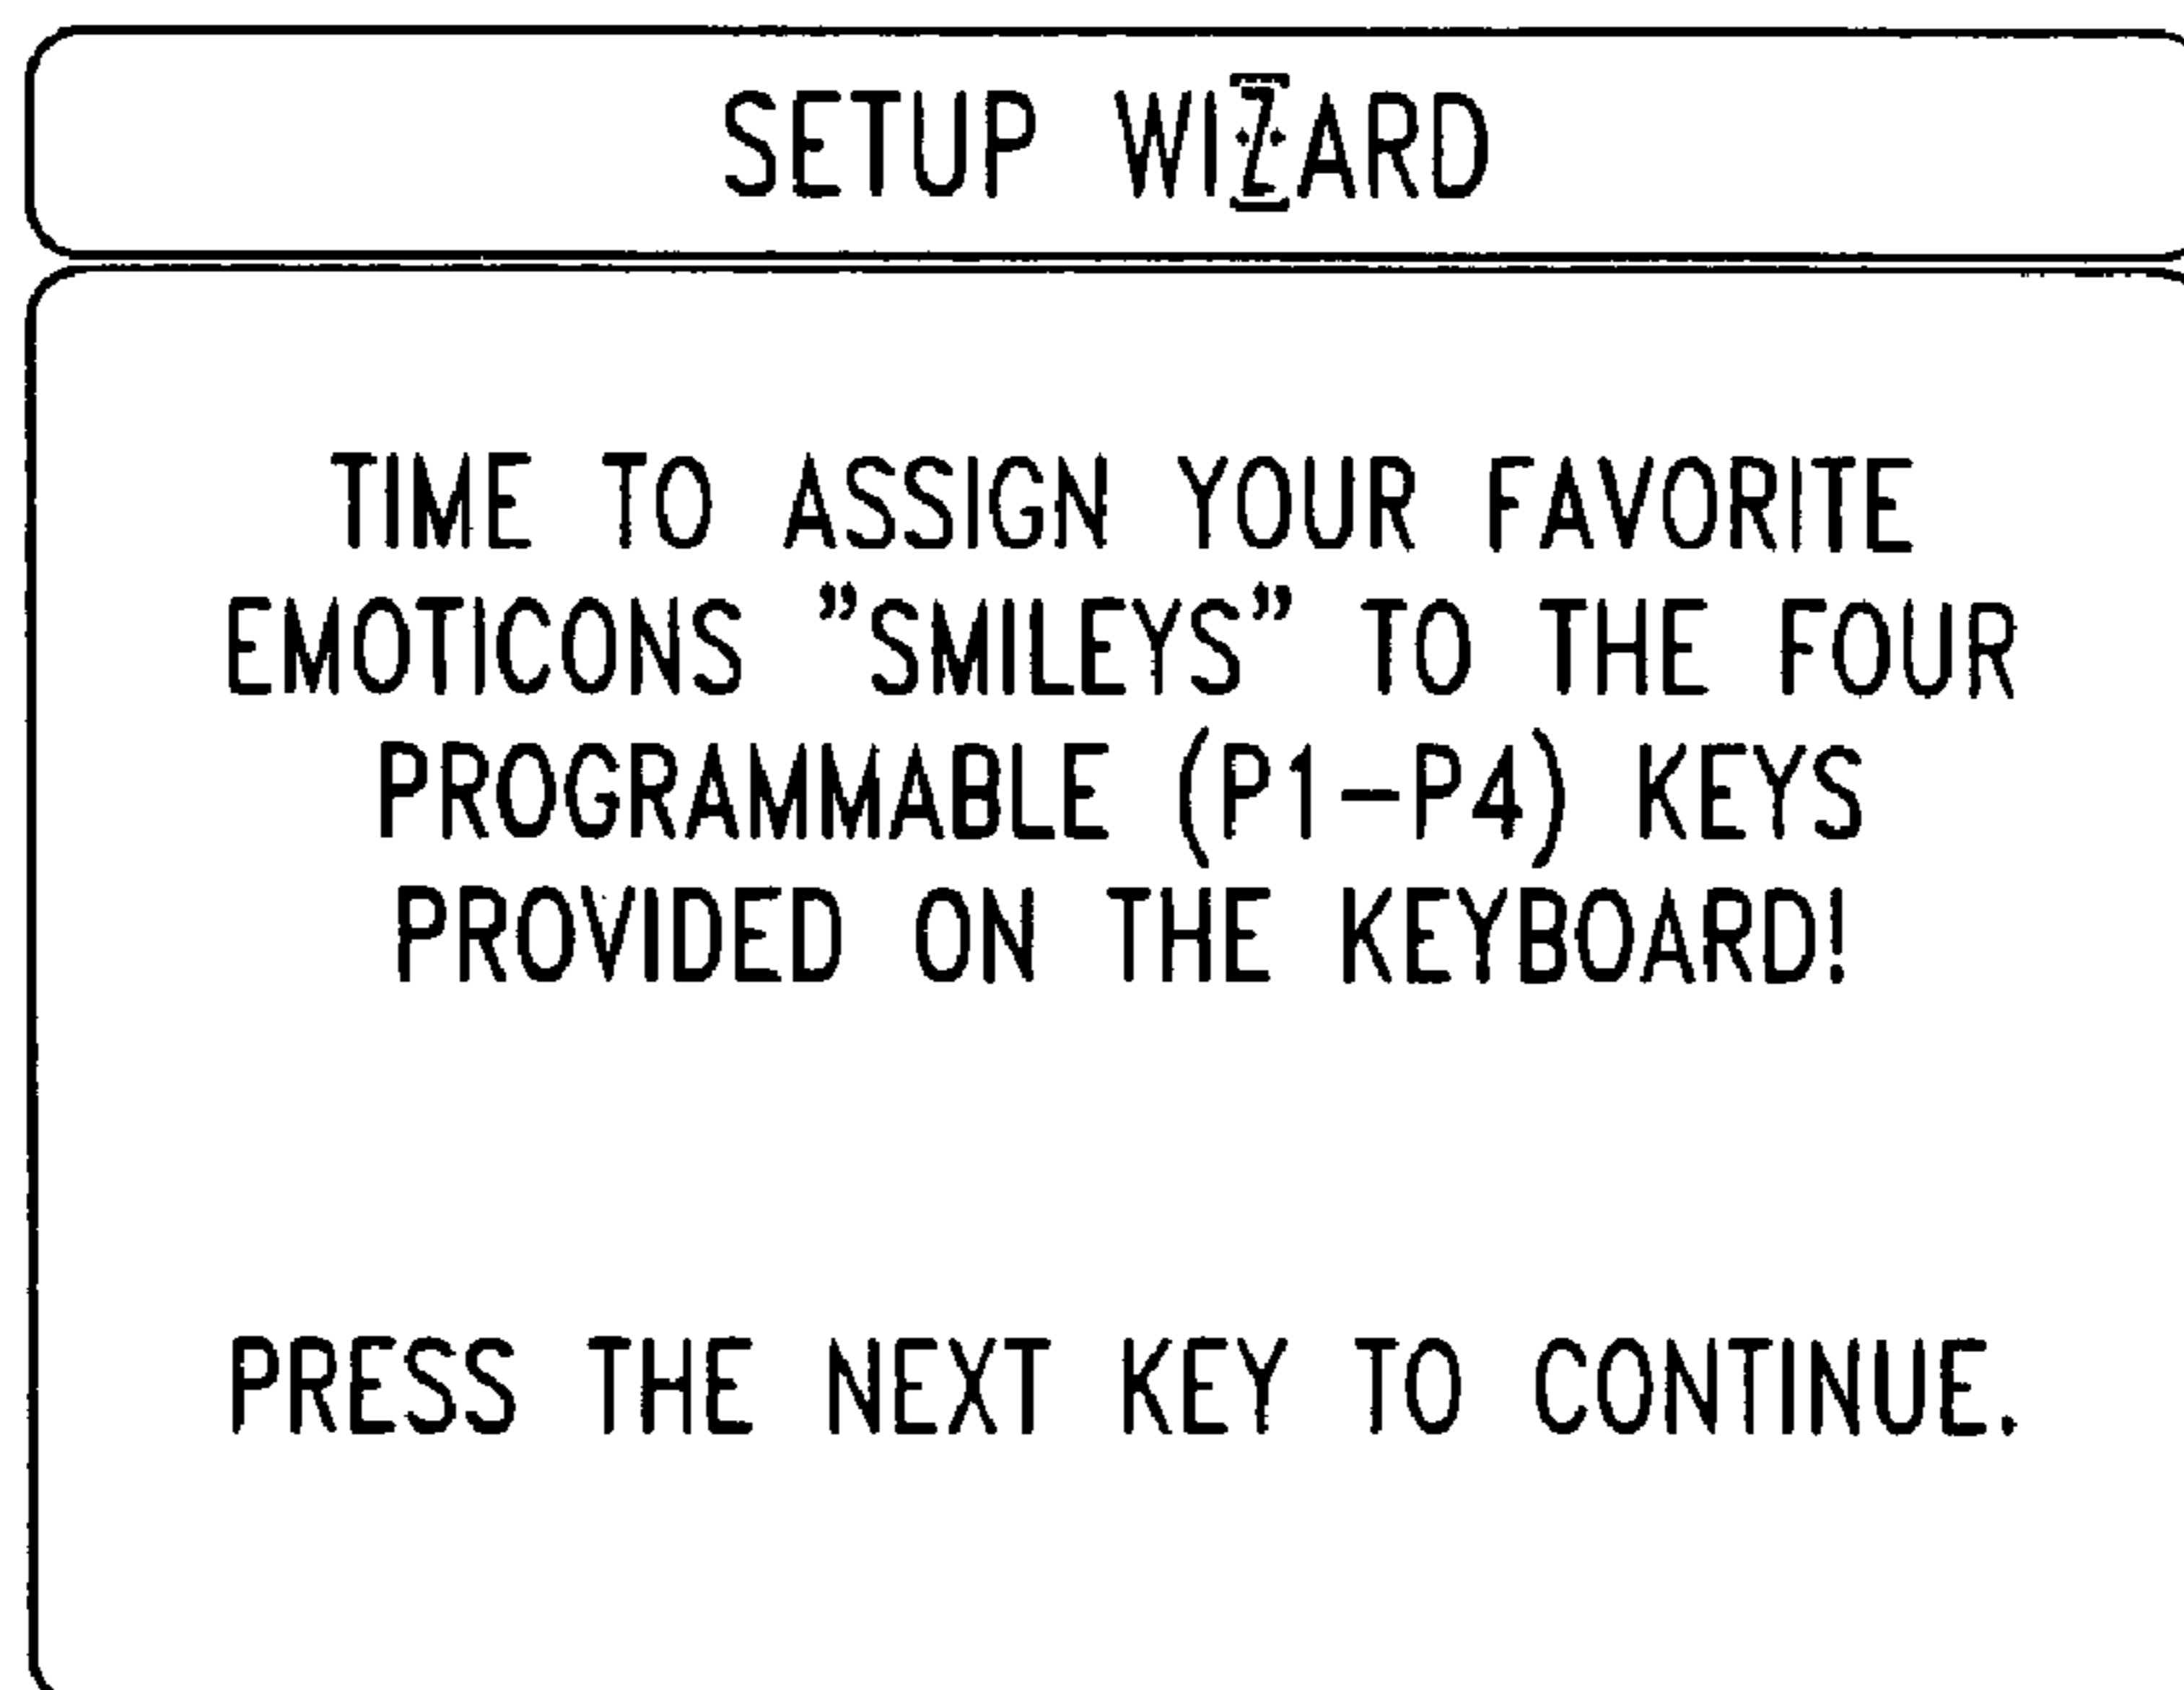 SETUP WIZARD
TIME TO ASSIGN YOUR FAVORITE
EMOTICONS "SMILEYS" TO THE FOUR
PROGRAMMABLE (P1-P4) KEYS
PROVIDED ON THE KEYBOARD!
PRESS THE NEXT KEY TO CONTINUE.